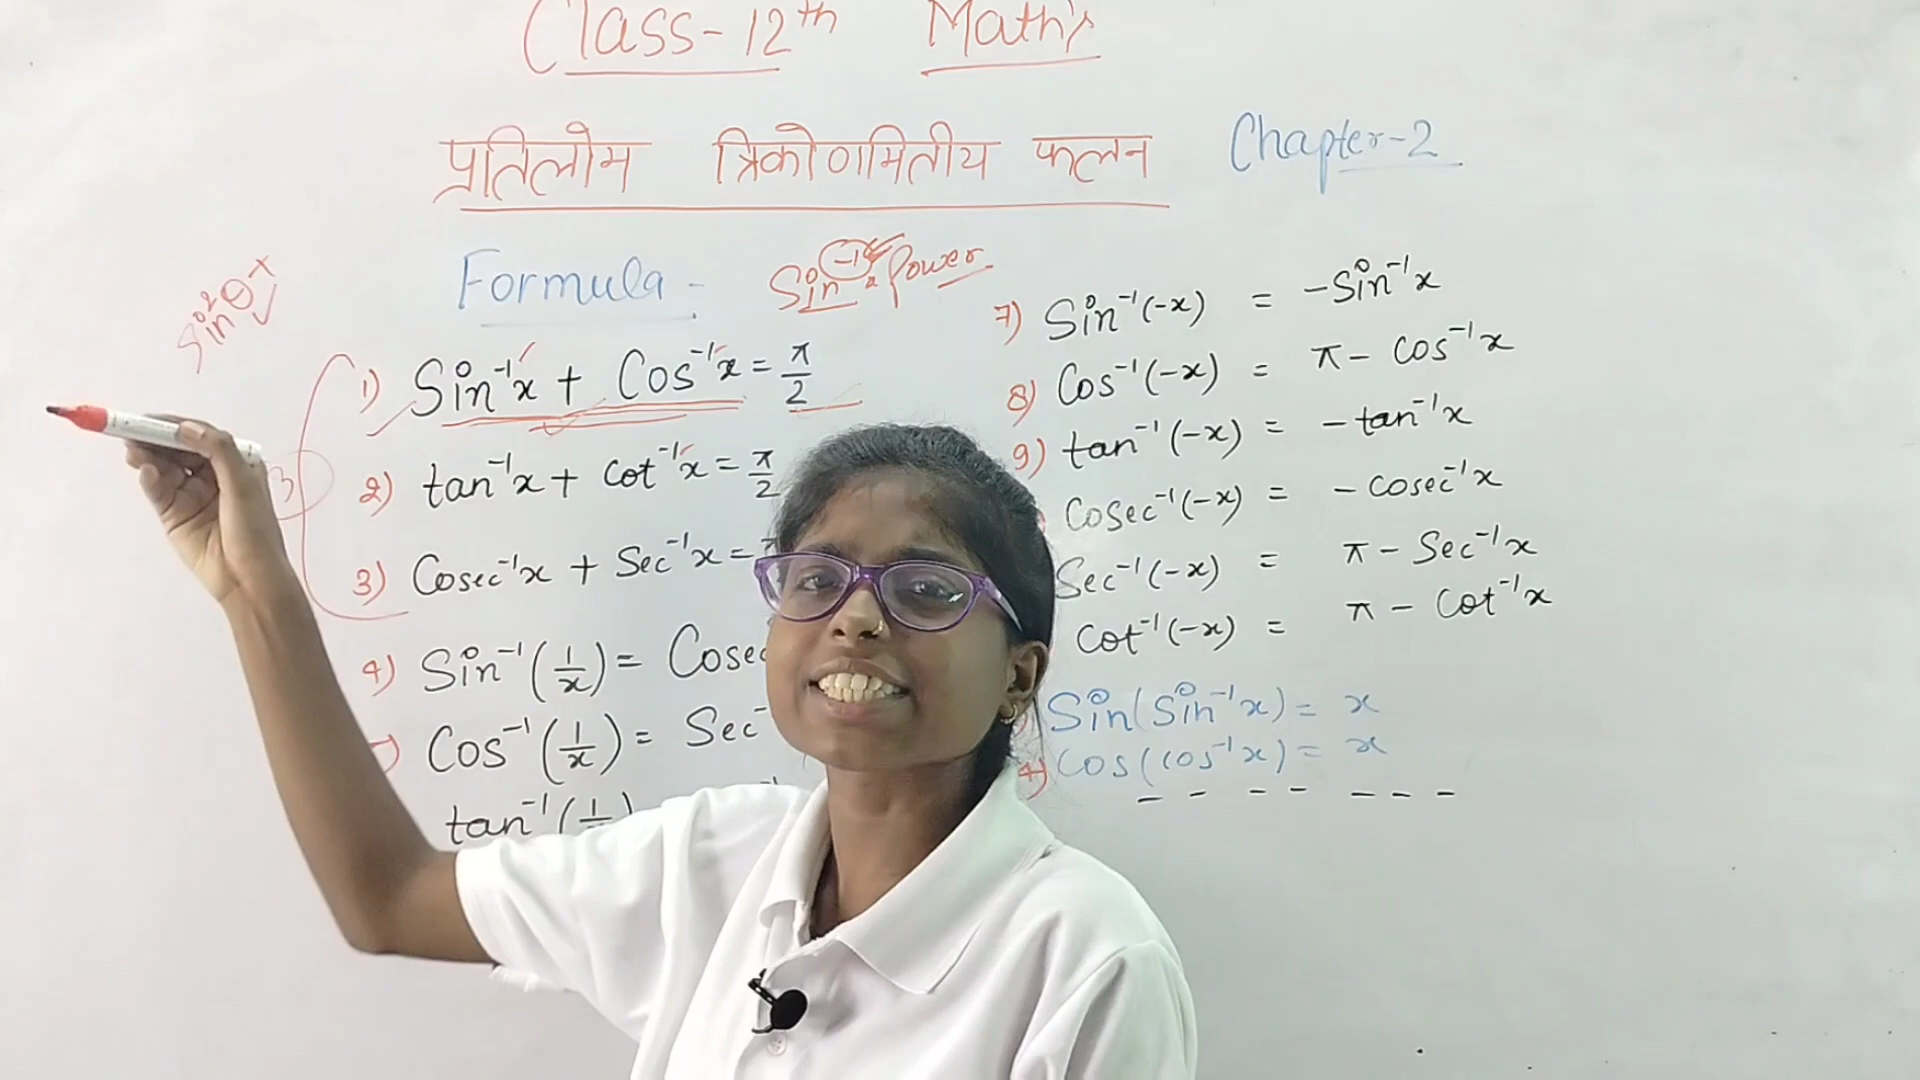 Class-12th Math's
प्रतिलोम त्रिकोणमितीय फलन Chapter-2
Formula -
Sin⁻¹ Power
Sin²θ
1) Sin⁻¹x + Cos⁻¹x = π/2
2) tan⁻¹x + cot⁻¹x = π/2
3) Cosec⁻¹x + Sec⁻¹x =
4) Sin⁻¹(1/x) = Cosec
Cos⁻¹(1/x) = Sec⁻
tan⁻¹(1/
7) Sin⁻¹(-x) = -Sin⁻¹x
8) Cos⁻¹(-x) = π - cos⁻¹x
9) tan⁻¹(-x) = -tan⁻¹x
Cosec⁻¹(-x) = -cosec⁻¹x
Sec⁻¹(-x) = π - Sec⁻¹x
Cot⁻¹(-x) = π - Cot⁻¹x
Sin(Sin⁻¹x) = x
Cos(cos⁻¹x) = x